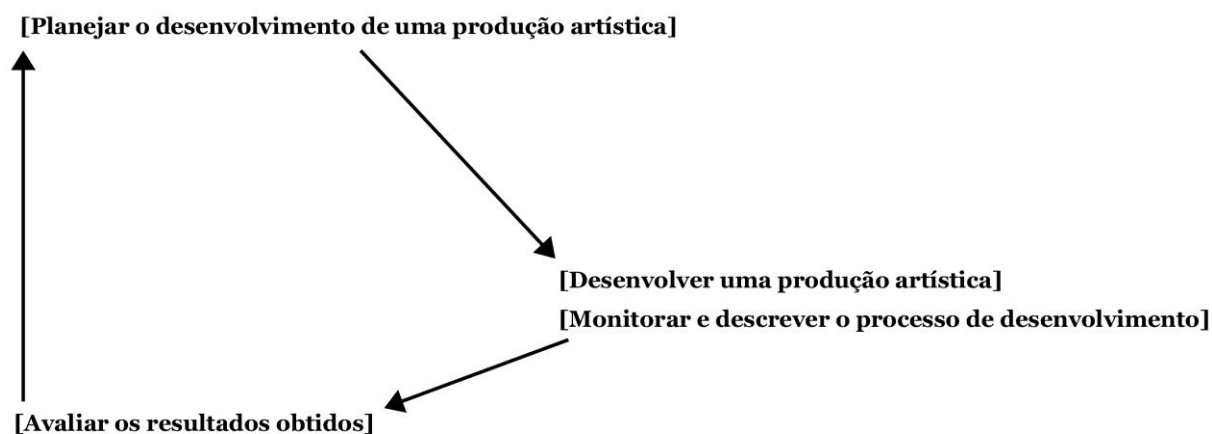 [Planejar o desenvolvimento de uma produção artística]
[Desenvolver uma produção artística]
[Monitorar e descrever o processo de desenvolvimento]
[Avaliar os resultados obtidos]